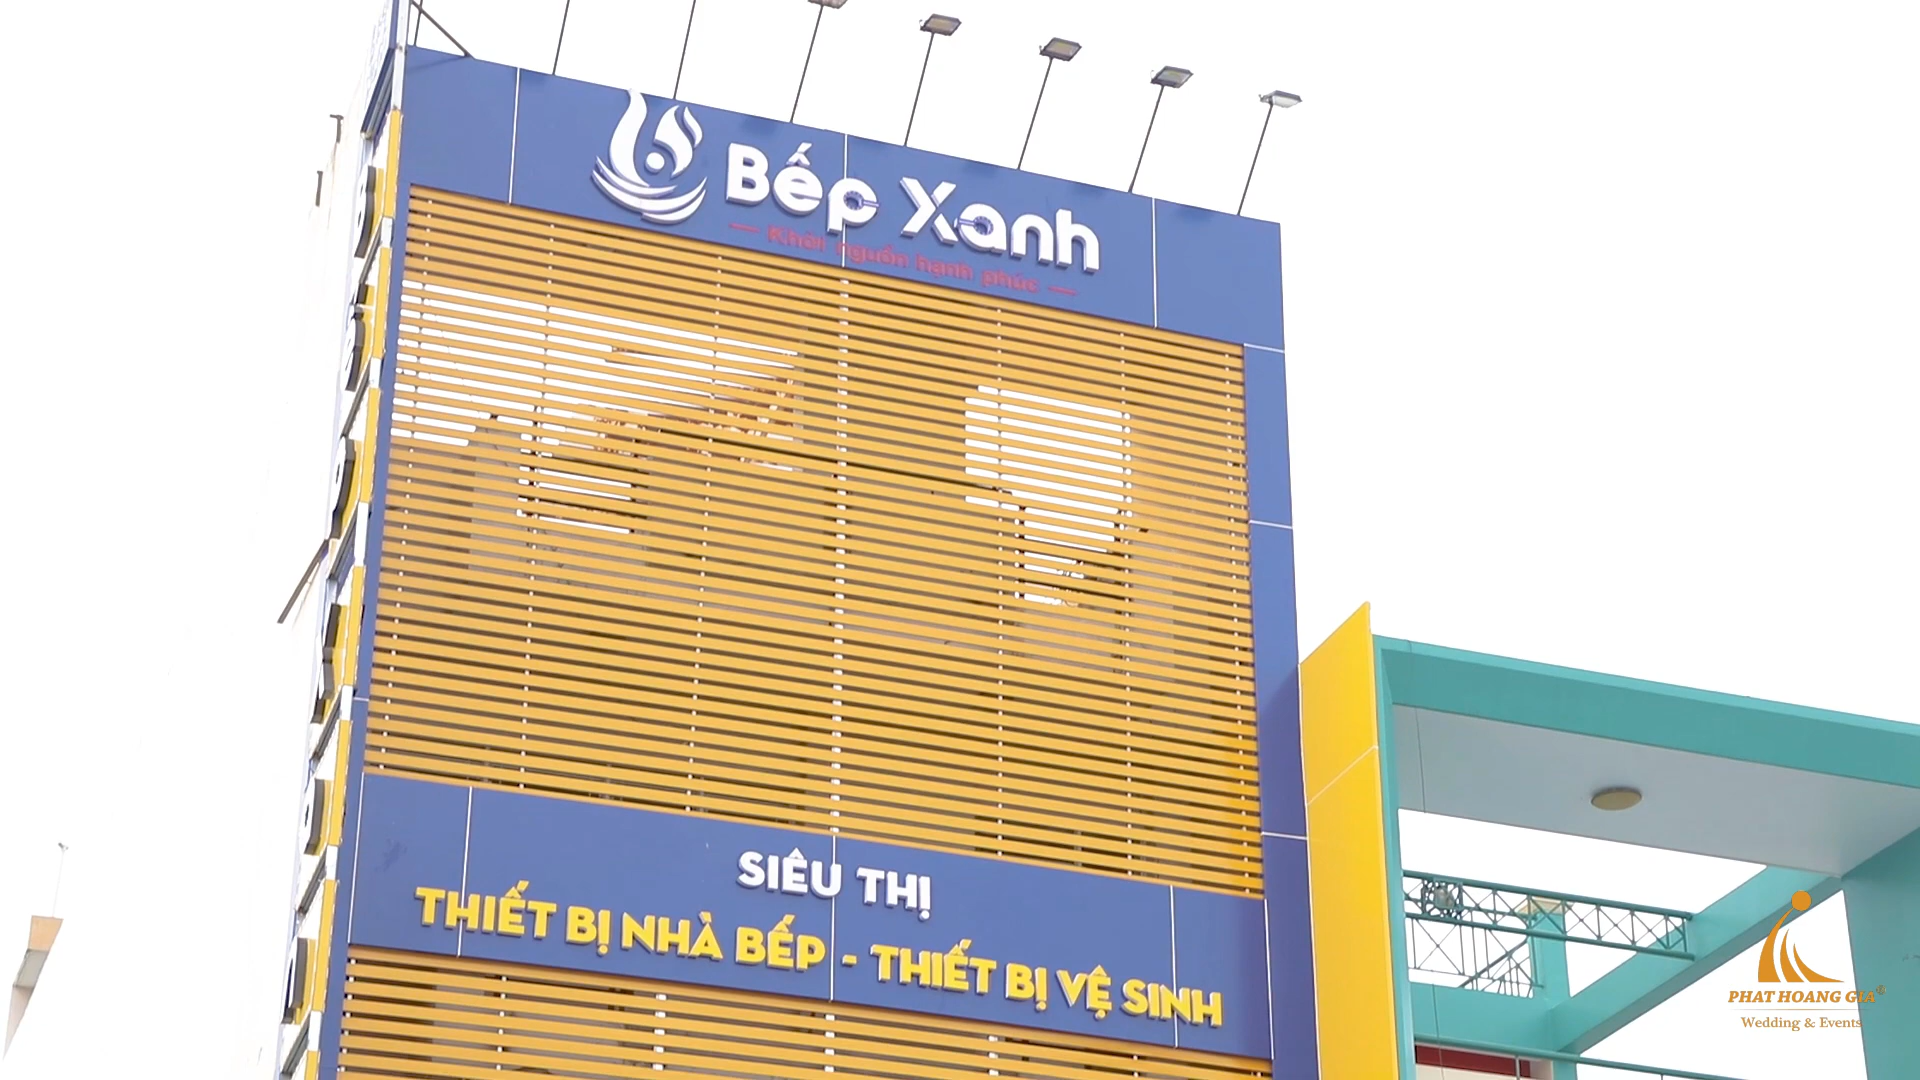 Bếp Xanh
— Khởi nguồn hạnh phúc —
SIÊU THỊ
THIẾT BỊ NHÀ BẾP - THIẾT BỊ VỆ SINH
PHAT HOANG GIA®
Wedding & Events